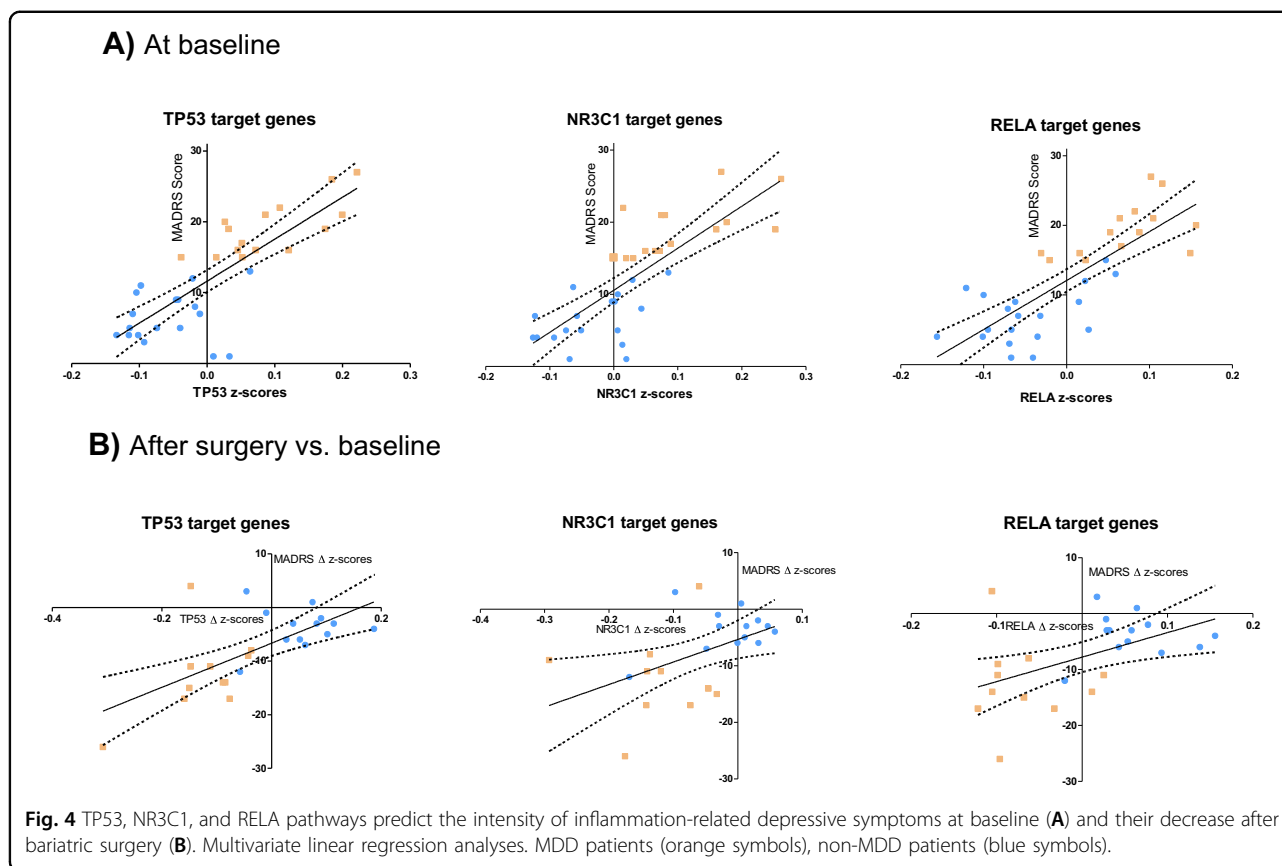 A) At baseline
TP53 target genes
NR3C1 target genes
RELA target genes
30
20
10
MADRS Score
-0.2
-0.1
0.0
0.1
0.2
0.3
TP53 z-scores
30
20
10
MADRS Score
-0.2
-0.1
0.0
0.1
0.2
0.3
NR3C1 z-scores
30
20
10
MADRS Score
-0.2
-0.1
0.0
0.1
0.2
RELA z-scores
B) After surgery vs. baseline
TP53 target genes
NR3C1 target genes
RELA target genes
10
MADRS Δ z-scores
-0.4
-0.2
0.2
TP53 Δ z-scores
-10
-20
-30
10
MADRS Δ z-scores
-0.4
-0.3
-0.2
-0.1
0.0
0.1
NR3C1 Δ z-scores
-10
-20
-30
10
MADRS Δ z-scores
-0.2
-0.1
0.1
0.2
RELA Δ z-scores
-10
-20
-30
Fig. 4 TP53, NR3C1, and RELA pathways predict the intensity of inflammation-related depressive symptoms at baseline (A) and their decrease after
bariatric surgery (B). Multivariate linear regression analyses. MDD patients (orange symbols), non-MDD patients (blue symbols).